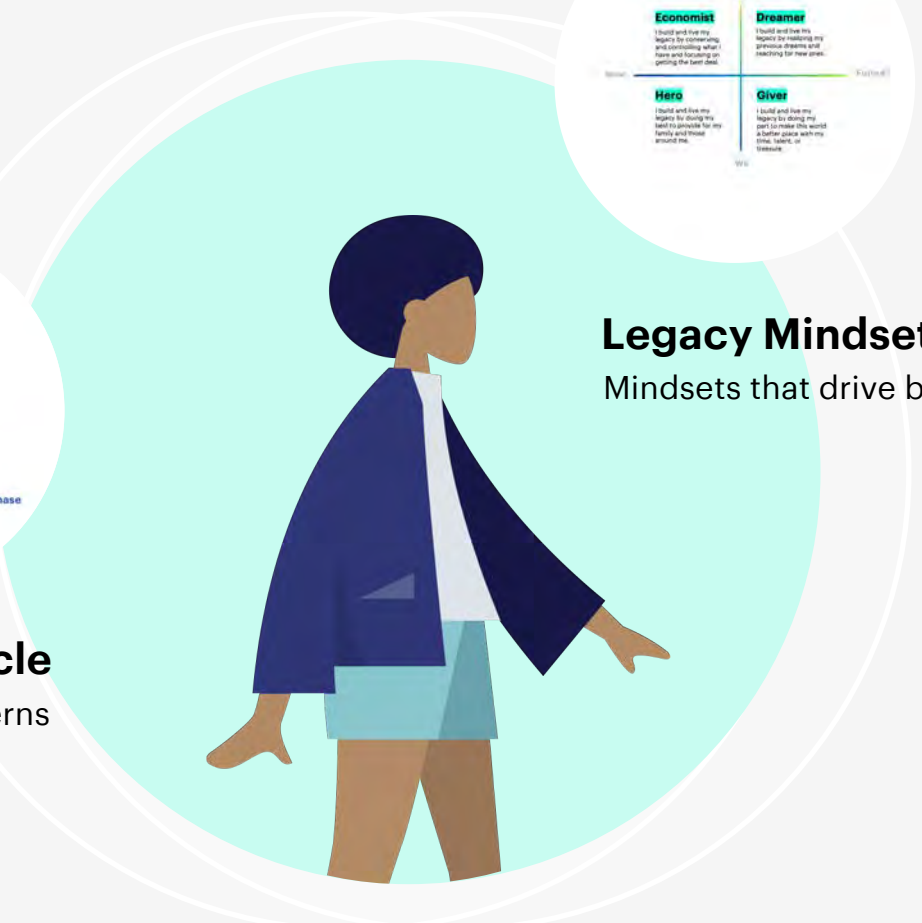 Economist
I build and live my
legacy by conserving
and controlling what I
have and focusing on
getting the best deal.
Dreamer
I build and live my
legacy by realizing my
previous dreams and
reaching for new ones.
Now
Future
Hero
I build and live my
legacy by doing my
best to provide for my
family and those
around me.
Giver
I build and live my
legacy by doing my
part to make this world
a better place with my
time, talent, or
treasure.
We
Legacy Mindset
Mindsets that drive b
hase
cle
erns